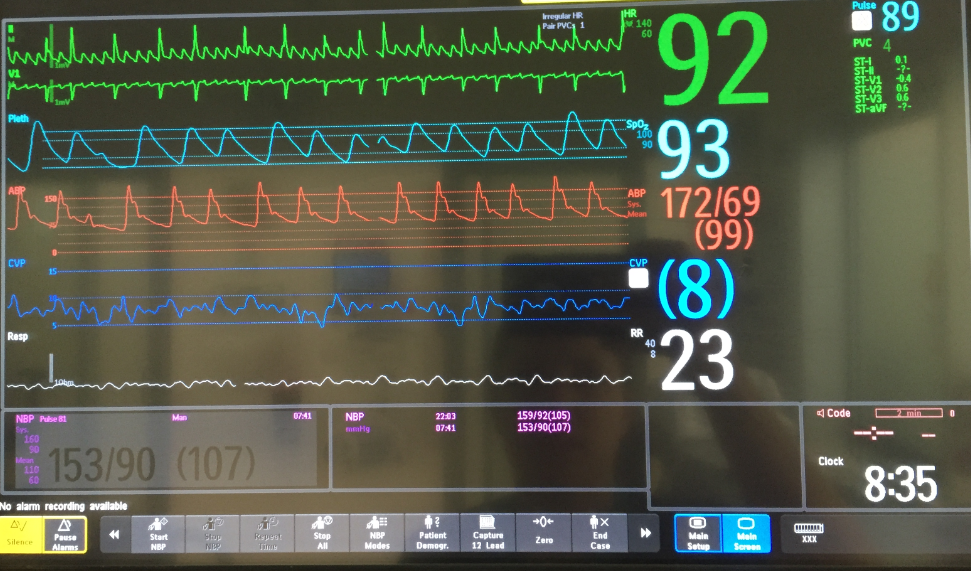 II
M
1mV
Irregular HR
Pair PVCs 1
HR
140
60
92
Pulse
89
PVC 4
ST-I 0.1
ST-II -?-
ST-V1 -0.4
ST-V2 0.6
ST-V3 0.6
ST-aVF -?-
V1
M
1mV
Pleth
SpO₂
100
90
93
ABP
150
0
ABP
Sys.
Mean
172/69
(99)
CVP
15
10
5
CVP
(8)
Resp
1Ohm
RR
40
8
23
NBP Pulse 81 Man 07:41
Sys.
160
90
Mean
110
60
153/90 (107)
NBP 22:03 159/92(105)
mmHg 07:41 153/90(107)
Code 2 min 0
-:- --
Clock
8:35
No alarm recording available
Silence
Pause
Alarms
Start
NBP
Stop
NBP
Repeat
Time
Stop
All
NBP
Modes
Patient
Demogr.
Capture
12 Lead
→0←
Zero
End
Case
Main
Setup
Main
Screen
XXX